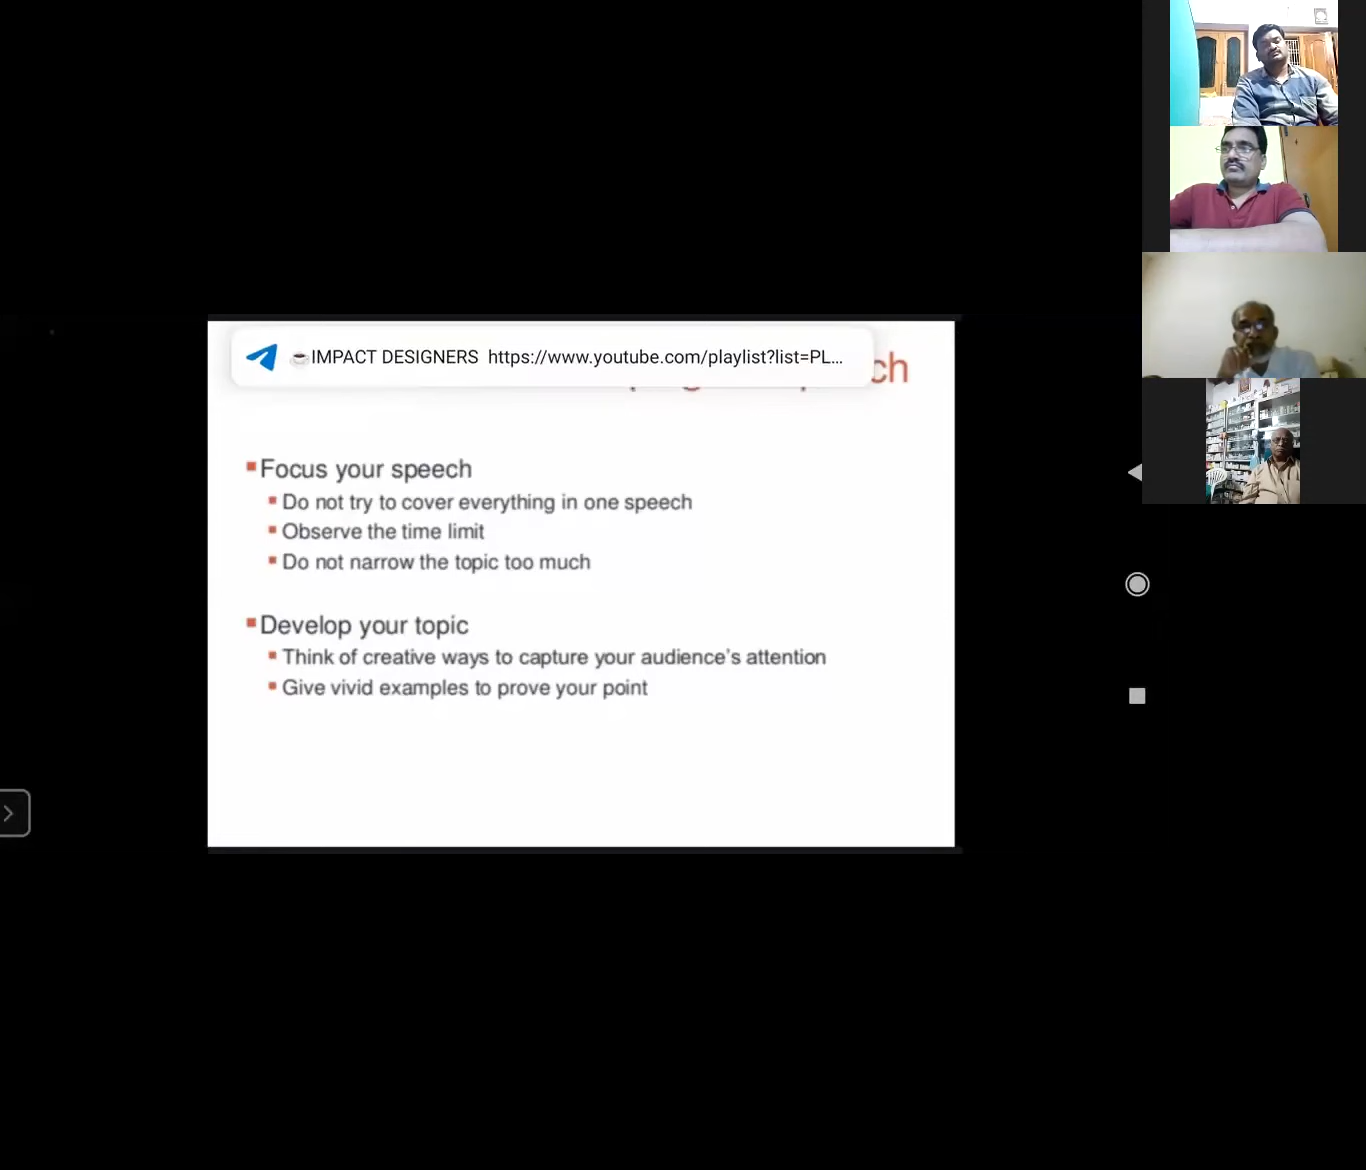 ☕IMPACT DESIGNERS https://www.youtube.com/playlist?list=PL...
Focus your speech
Do not try to cover everything in one speech
Observe the time limit
Do not narrow the topic too much
Develop your topic
Think of creative ways to capture your audience's attention
Give vivid examples to prove your point